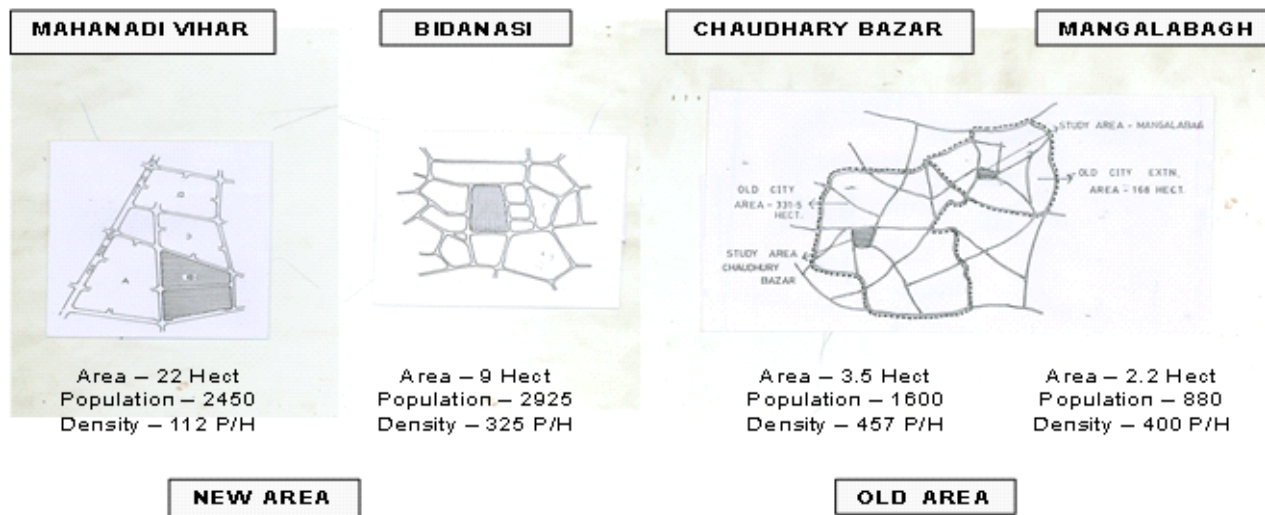 MAHANADI VIHAR
BIDANASI
CHAUDHARY BAZAR
MANGALABAGH
A
STUDY AREA - MANGALABAG
OLD CITY EXTN.
AREA - 168 HECT.
OLD CITY
AREA - 331·5
HECT.
STUDY AREA
CHAUDHURY
BAZAR
Area – 22 Hect
Population – 2450
Density – 112 P/H
Area – 9 Hect
Population – 2925
Density – 325 P/H
Area – 3.5 Hect
Population – 1600
Density – 457 P/H
Area – 2.2 Hect
Population – 880
Density – 400 P/H
NEW AREA
OLD AREA